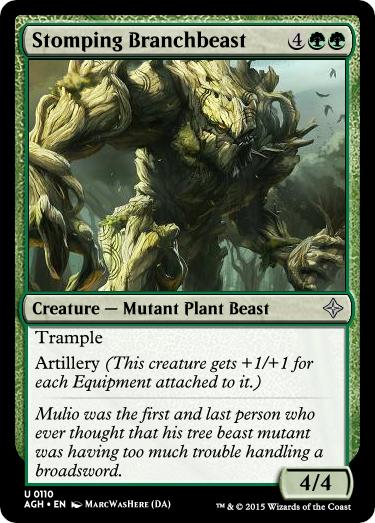 Stomping Branchbeast 4
Creature — Mutant Plant Beast
Trample
Artillery (This creature gets +1/+1 for
each Equipment attached to it.)
Mulio was the first and last person who
ever thought that his tree beast mutant
was having too much trouble handling a
broadsword.
4/4
U 0110
AGH • EN MarcWasHere (DA)
™ & © 2015 Wizards of the Coast